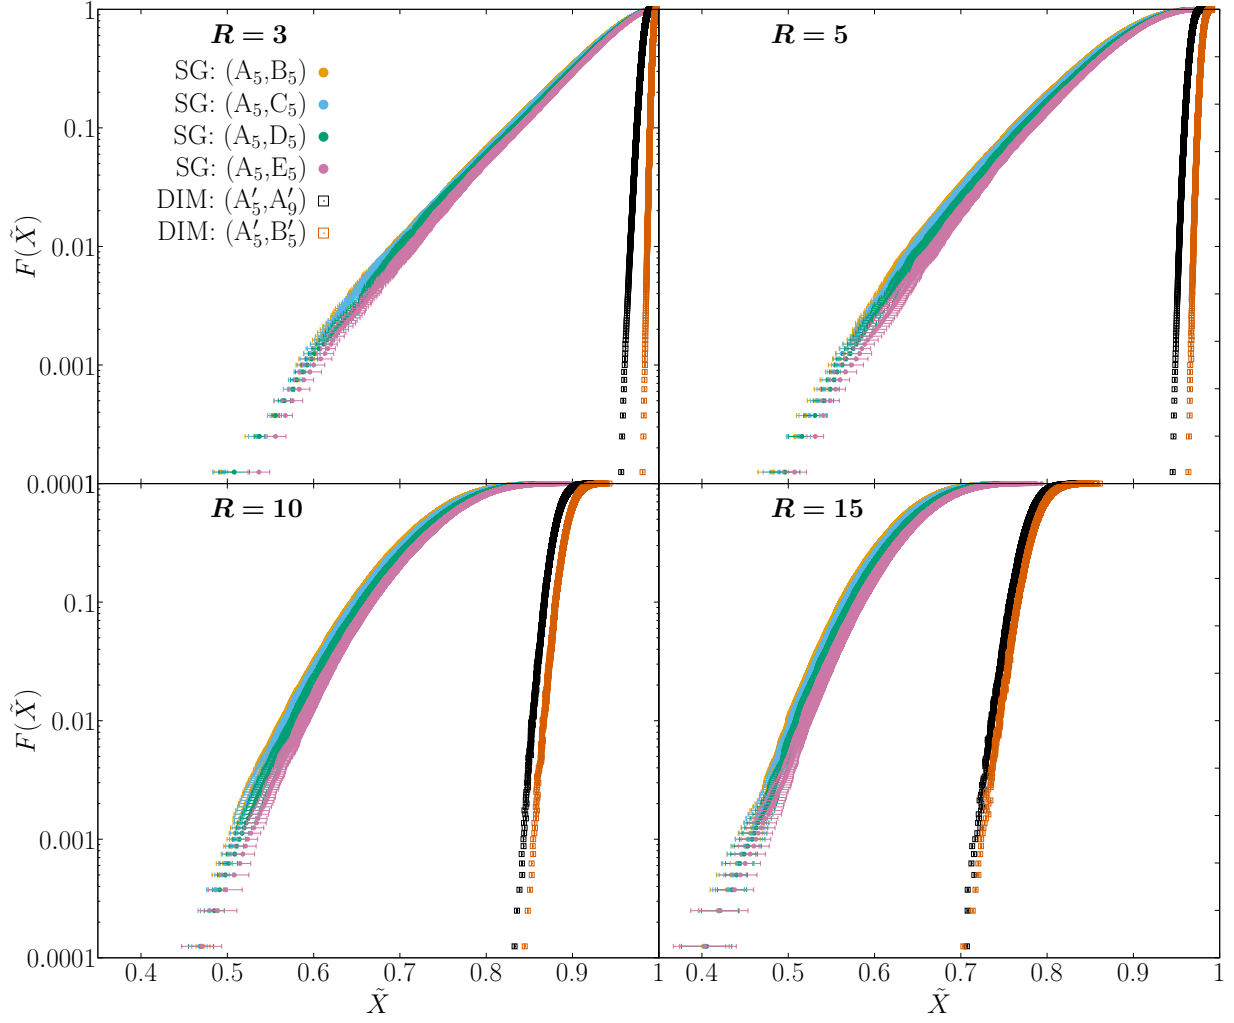 R = 3
SG: (A₅,B₅)
SG: (A₅,C₅)
SG: (A₅,D₅)
SG: (A₅,E₅)
DIM: (A′₅,A′₉)
DIM: (A′₅,B′₅)
1
0.1
0.01
0.001
0.0001
F(X̃)
R = 5
R = 10
0.1
0.01
0.001
0.0001
F(X̃)
0.4 0.5 0.6 0.7 0.8 0.9 1
X̃
R = 15
0.4 0.5 0.6 0.7 0.8 0.9 1
X̃